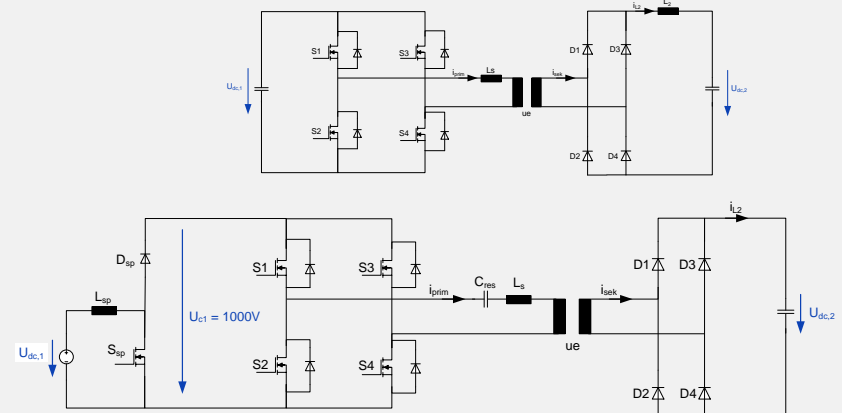 L2
iL2
S1
S3
D1
D3
iprim
Ls
isek
Udc,1
Udc,2
S2
S4
ue
D2
D4
iL2
Dsp
S1
S3
D1
D3
Cres
Ls
iprim
isek
Lsp
Uc1 = 1000V
Udc,2
Udc,1
Ssp
S2
S4
ue
D2
D4